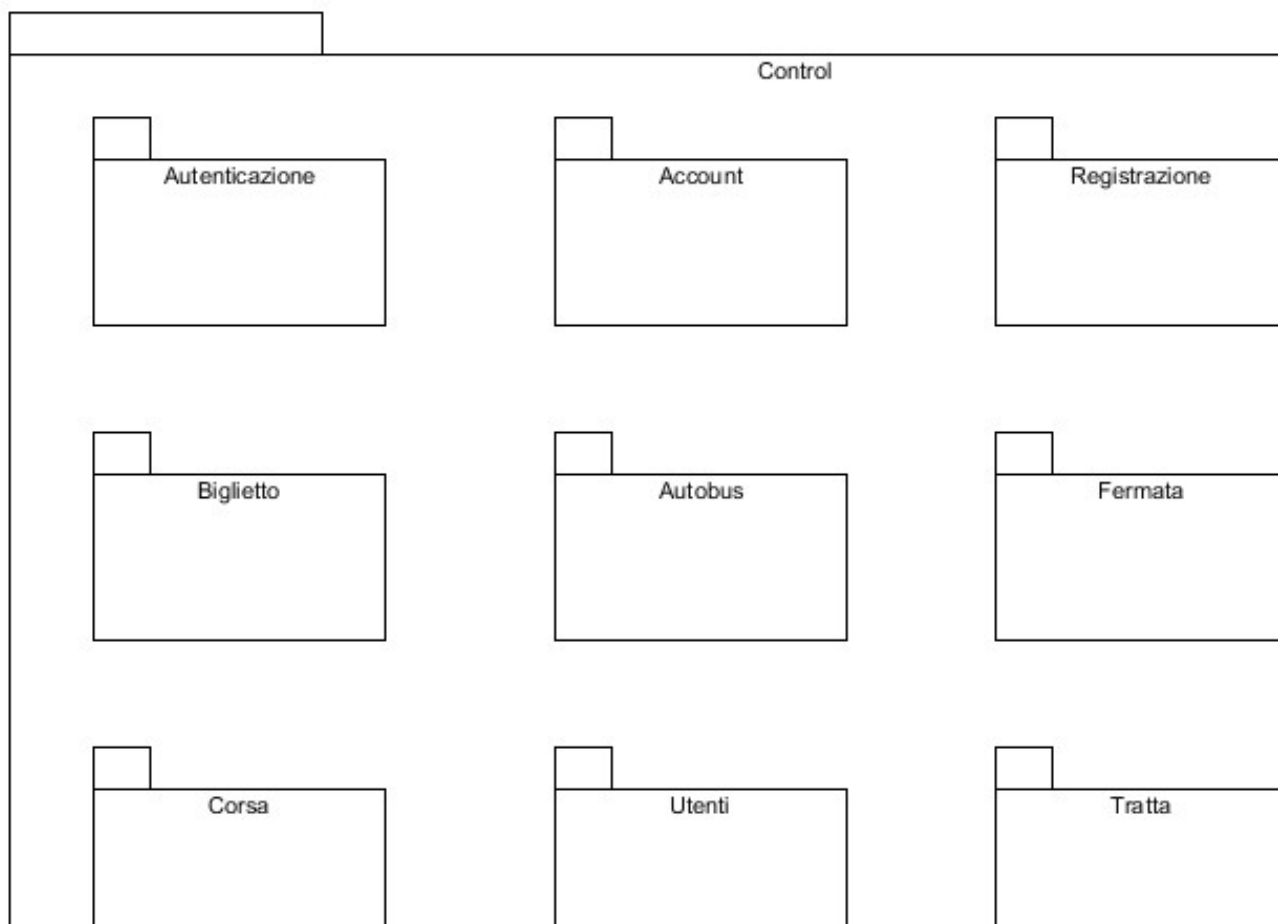 Control
Autenticazione
Account
Registrazione
Biglietto
Autobus
Fermata
Corsa
Utenti
Tratta